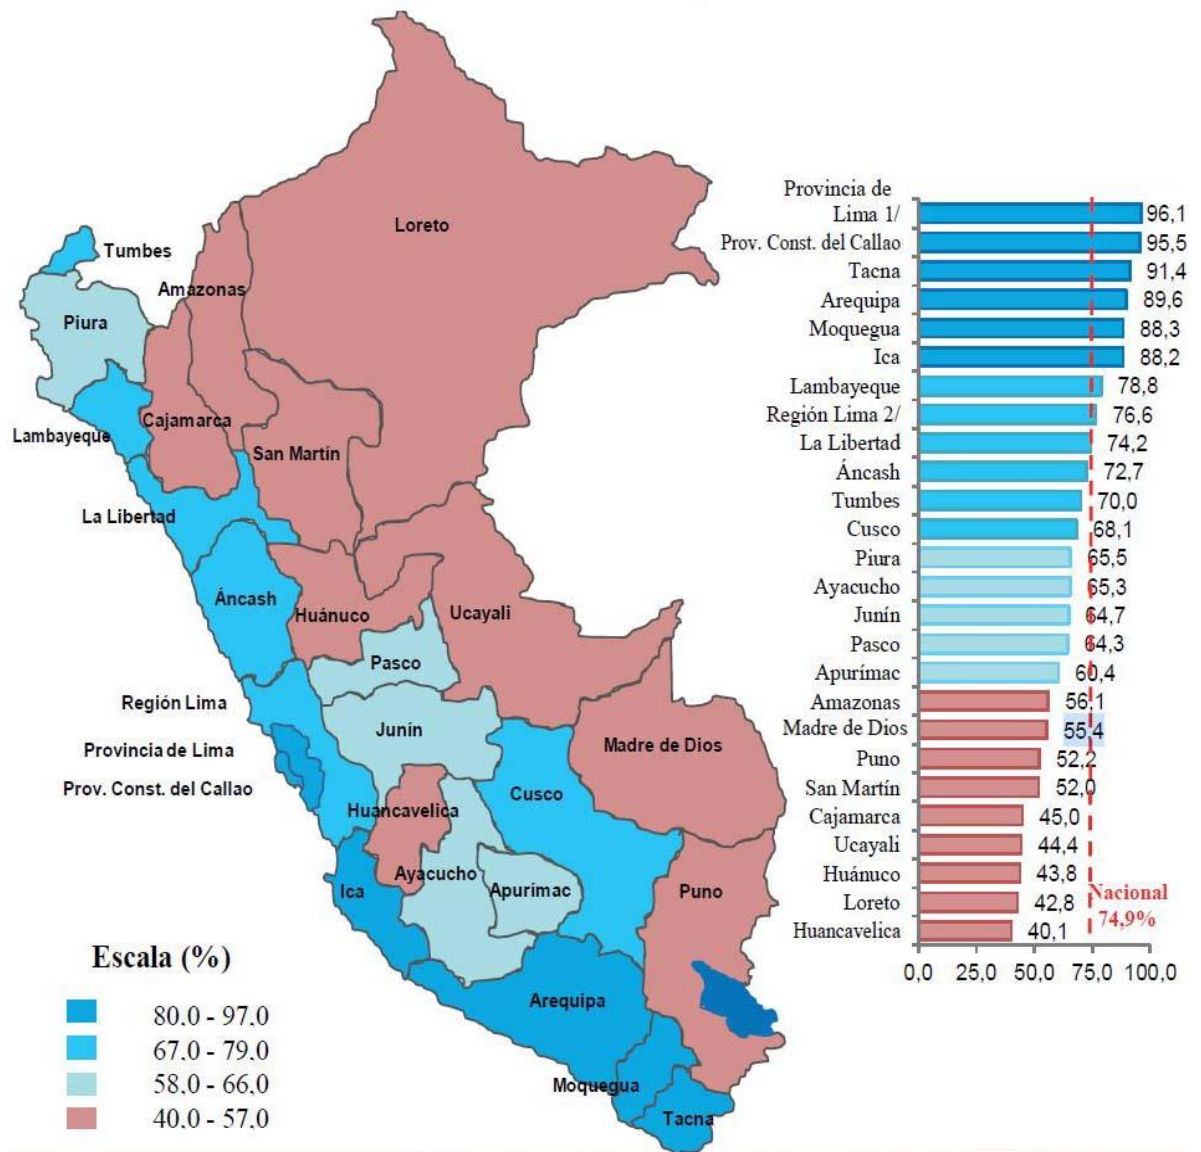 Loreto
Tumbes
Amazonas
Piura
Cajamarca
Lambayeque
San Martín
La Libertad
Áncash
Huánuco
Ucayali
Pasco
Región Lima
Junín
Provincia de Lima
Madre de Dios
Prov. Const. del Callao
Cusco
Huancavelica
Ayacucho
Ica
Apurímac
Puno
Arequipa
Moquegua
Tacna
Escala (%)
80,0 - 97,0
67,0 - 79,0
58,0 - 66,0
40,0 - 57,0
Provincia de
Lima 1/ 96,1
Prov. Const. del Callao 95,5
Tacna 91,4
Arequipa 89,6
Moquegua 88,3
Ica 88,2
Lambayeque 78,8
Región Lima 2/ 76,6
La Libertad 74,2
Áncash 72,7
Tumbes 70,0
Cusco 68,1
Piura 65,5
Ayacucho 65,3
Junín 64,7
Pasco 64,3
Apurímac 60,4
Amazonas 56,1
Madre de Dios 55,4
Puno 52,2
San Martín 52,0
Cajamarca 45,0
Ucayali 44,4
Huánuco 43,8
Loreto 42,8
Huancavelica 40,1
Nacional
74,9%
0,0 25,0 50,0 75,0 100,0